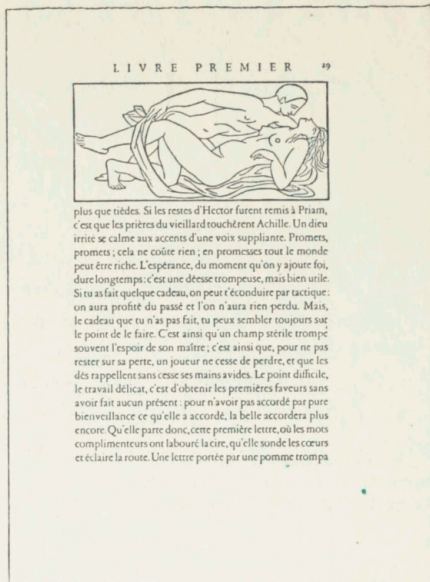 LIVRE PREMIER 29
plus que tièdes. Si les restes d'Hector furent remis à Priam,
c'est que les prières du vieillard touchèrent Achille. Un dieu
irrité se calme aux accents d'une voix suppliante. Promets,
promets ; cela ne coûte rien ; en promesses tout le monde
peut être riche. L'espérance, du moment qu'on y ajoute foi,
dure longtemps : c'est une déesse trompeuse, mais bien utile.
Si tu as fait quelque cadeau, on peut t'éconduire par tactique :
on aura profité du passé et l'on n'aura rien perdu. Mais,
le cadeau que tu n'as pas fait, tu peux sembler toujours sur
le point de le faire. C'est ainsi qu'un champ stérile trompe
souvent l'espoir de son maître ; c'est ainsi que, pour ne pas
rester sur sa perte, un joueur ne cesse de perdre, et que les
dés rappellent sans cesse ses mains avides. Le point difficile,
le travail délicat, c'est d'obtenir les premières faveurs sans
avoir fait aucun présent : pour n'avoir pas accordé par pure
bienveillance ce qu'elle a accordé, la belle accordera plus
encore. Qu'elle parte donc, cette première lettre, où les mots
complimenteurs ont labouré la cire, qu'elle sonde les cœurs
et éclaire la route. Une lettre portée par une pomme trompa